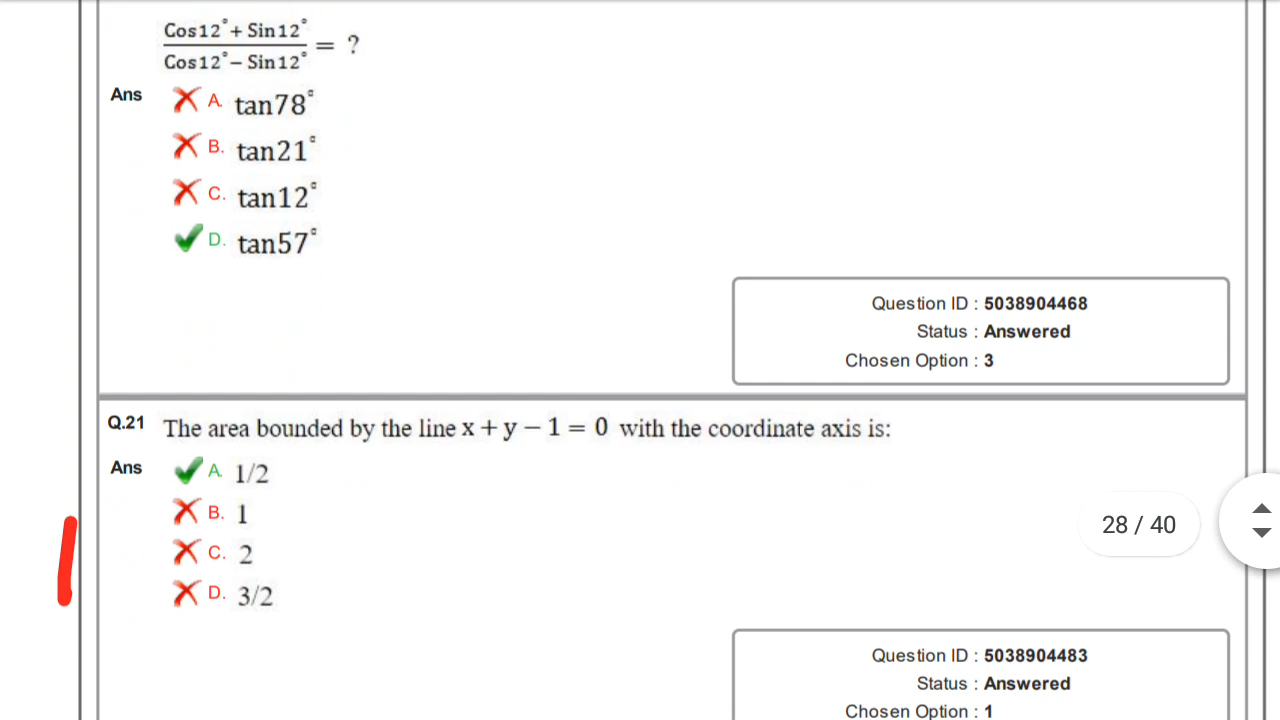 Cos12° + Sin12°
Cos12° − Sin12°
= ?
Ans
A. tan78°
B. tan21°
C. tan12°
D. tan57°
Question ID : 5038904468
Status : Answered
Chosen Option : 3
Q.21 The area bounded by the line x + y − 1 = 0 with the coordinate axis is:
Ans
A. 1/2
B. 1
C. 2
D. 3/2
28 / 40
Question ID : 5038904483
Status : Answered
Chosen Option : 1